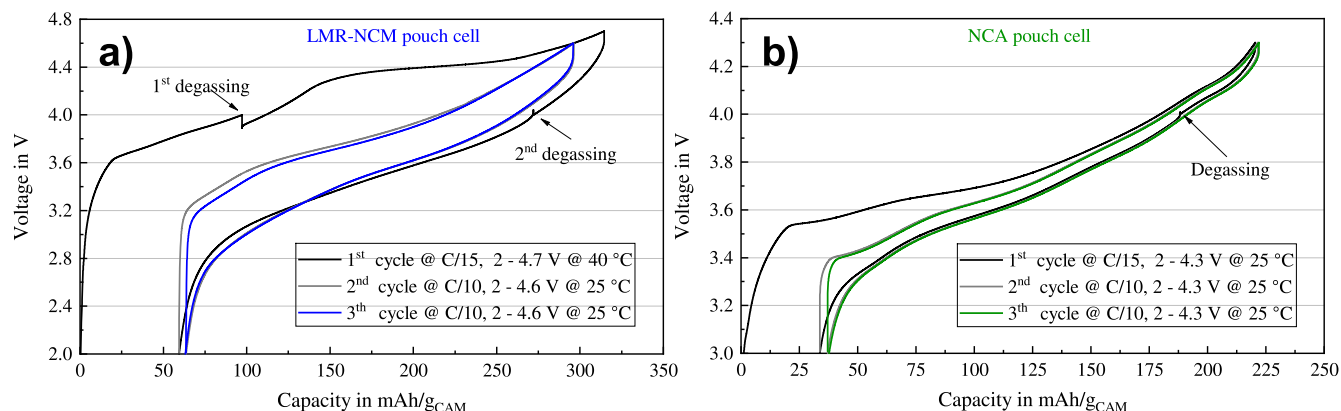 a)
LMR-NCM pouch cell
1st degassing
2nd degassing
1st cycle @ C/15, 2 - 4.7 V @ 40 °C
2nd cycle @ C/10, 2 - 4.6 V @ 25 °C
3th cycle @ C/10, 2 - 4.6 V @ 25 °C
Voltage in V
4.8
4.4
4.0
3.6
3.2
2.8
2.4
2.0
0
50
100
150
200
250
300
350
Capacity in mAh/gCAM
b)
NCA pouch cell
Degassing
1st cycle @ C/15, 2 - 4.3 V @ 25 °C
2nd cycle @ C/10, 2 - 4.3 V @ 25 °C
3th cycle @ C/10, 2 - 4.3 V @ 25 °C
Voltage in V
4.4
4.2
4.0
3.8
3.6
3.4
3.2
3.0
0
25
50
75
100
125
150
175
200
225
250
Capacity in mAh/gCAM